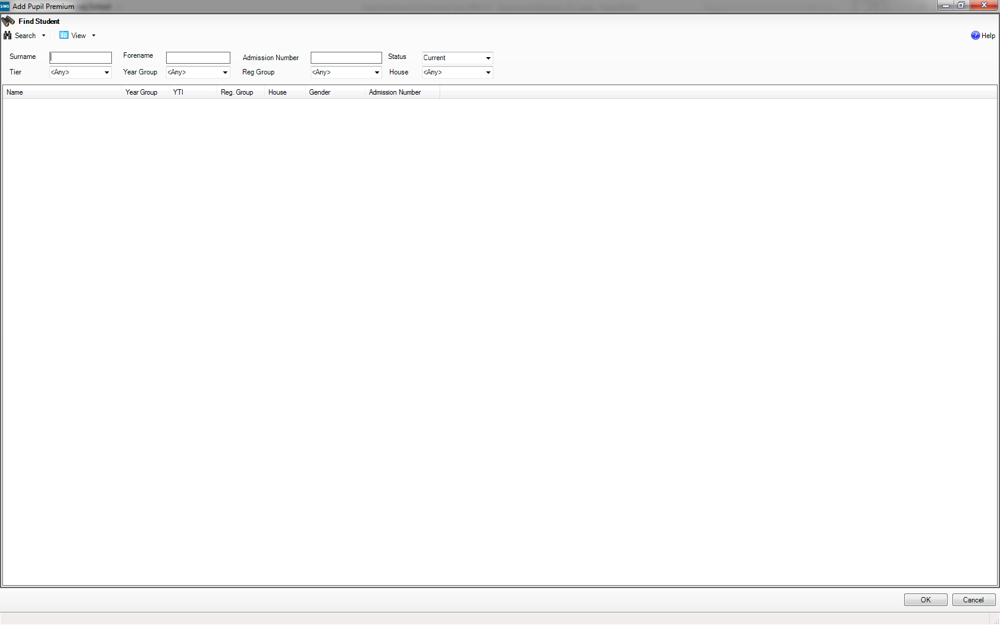 SIMS Add Pupil Premium
Find Student
Search View Help
Surname Forename Admission Number Status Current
Tier <Any> Year Group <Any> Reg Group <Any> House <Any>
Name Year Group YTI Reg. Group House Gender Admission Number
OK Cancel